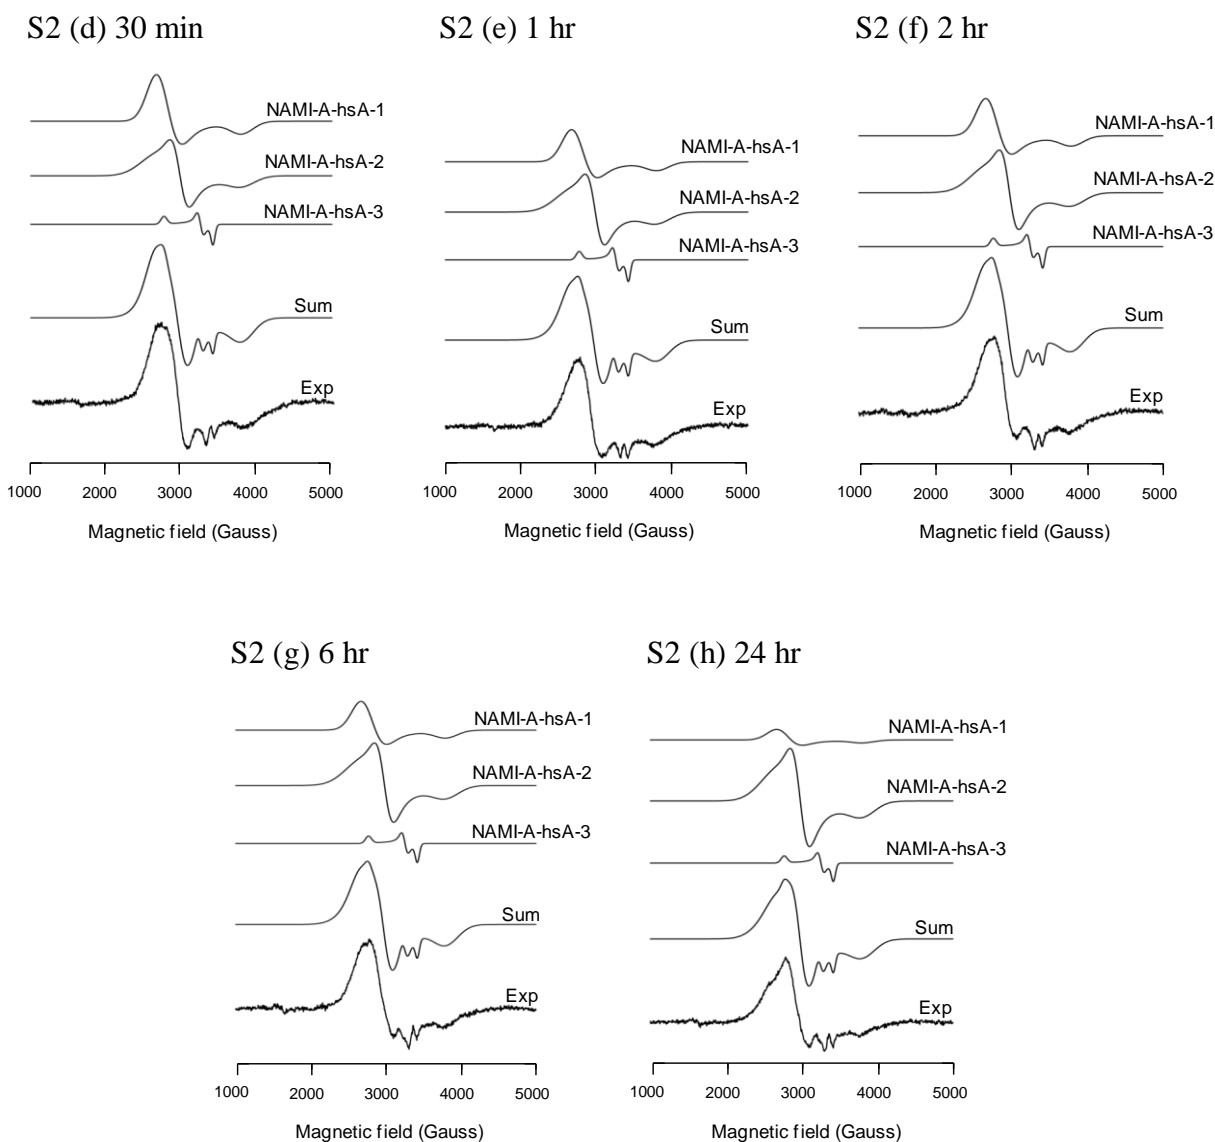 S2 (d) 30 min
NAMI-A-hsA-1
NAMI-A-hsA-2
NAMI-A-hsA-3
Sum
Exp
1000 2000 3000 4000 5000
Magnetic field (Gauss)
S2 (e) 1 hr
NAMI-A-hsA-1
NAMI-A-hsA-2
NAMI-A-hsA-3
Sum
Exp
1000 2000 3000 4000 5000
Magnetic field (Gauss)
S2 (f) 2 hr
NAMI-A-hsA-1
NAMI-A-hsA-2
NAMI-A-hsA-3
Sum
Exp
1000 2000 3000 4000 5000
Magnetic field (Gauss)
S2 (g) 6 hr
NAMI-A-hsA-1
NAMI-A-hsA-2
NAMI-A-hsA-3
Sum
Exp
1000 2000 3000 4000 5000
Magnetic field (Gauss)
S2 (h) 24 hr
NAMI-A-hsA-1
NAMI-A-hsA-2
NAMI-A-hsA-3
Sum
Exp
1000 2000 3000 4000 5000
Magnetic field (Gauss)